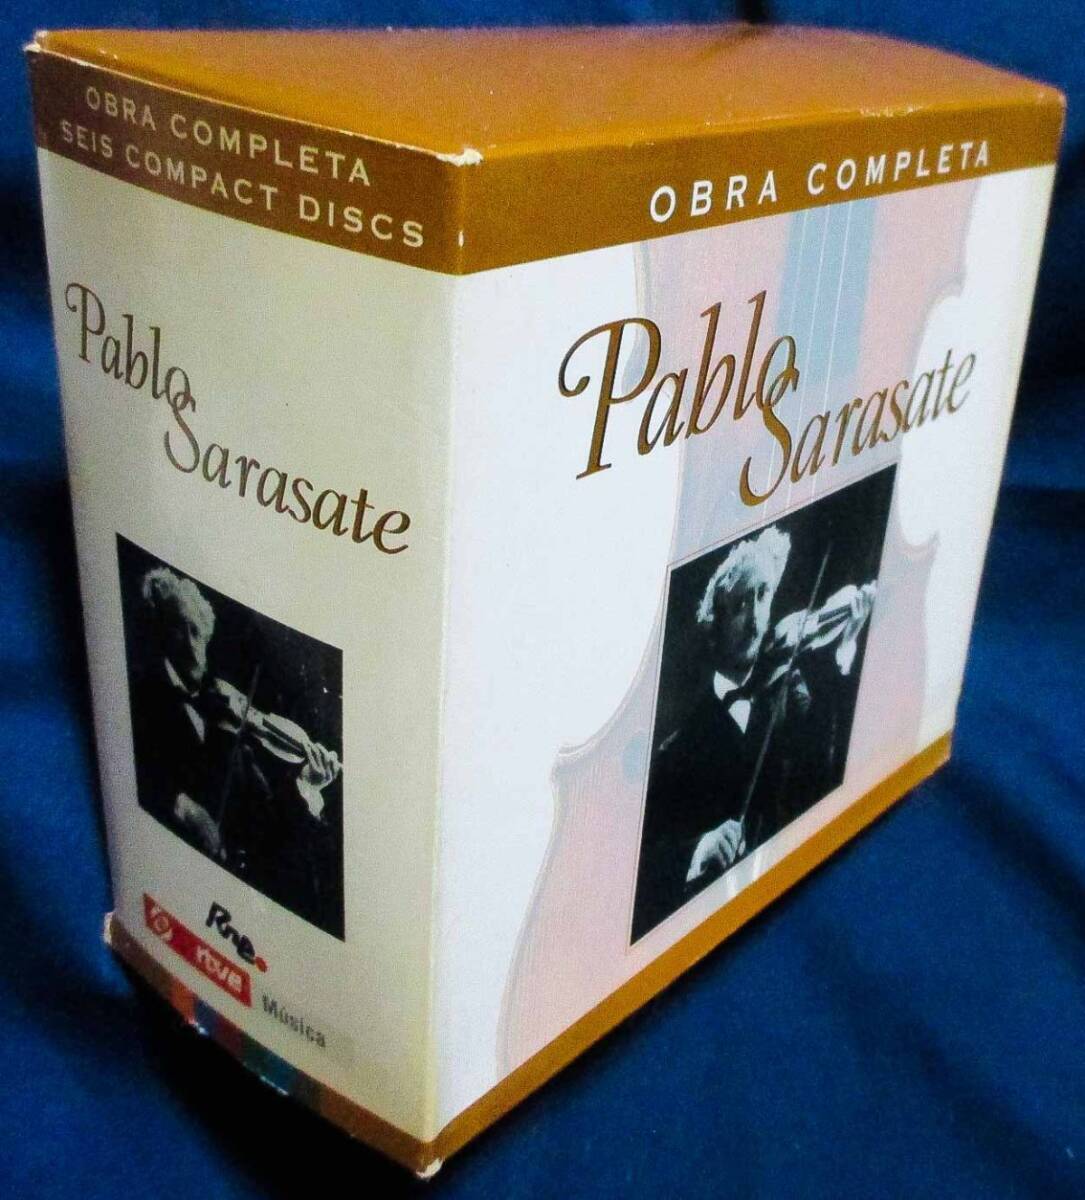 OBRA COMPLETA
SEIS COMPACT DISCS
Pablo
Sarasate
Rne
rtve
Música
OBRA COMPLETA
Pablo
Sarasate